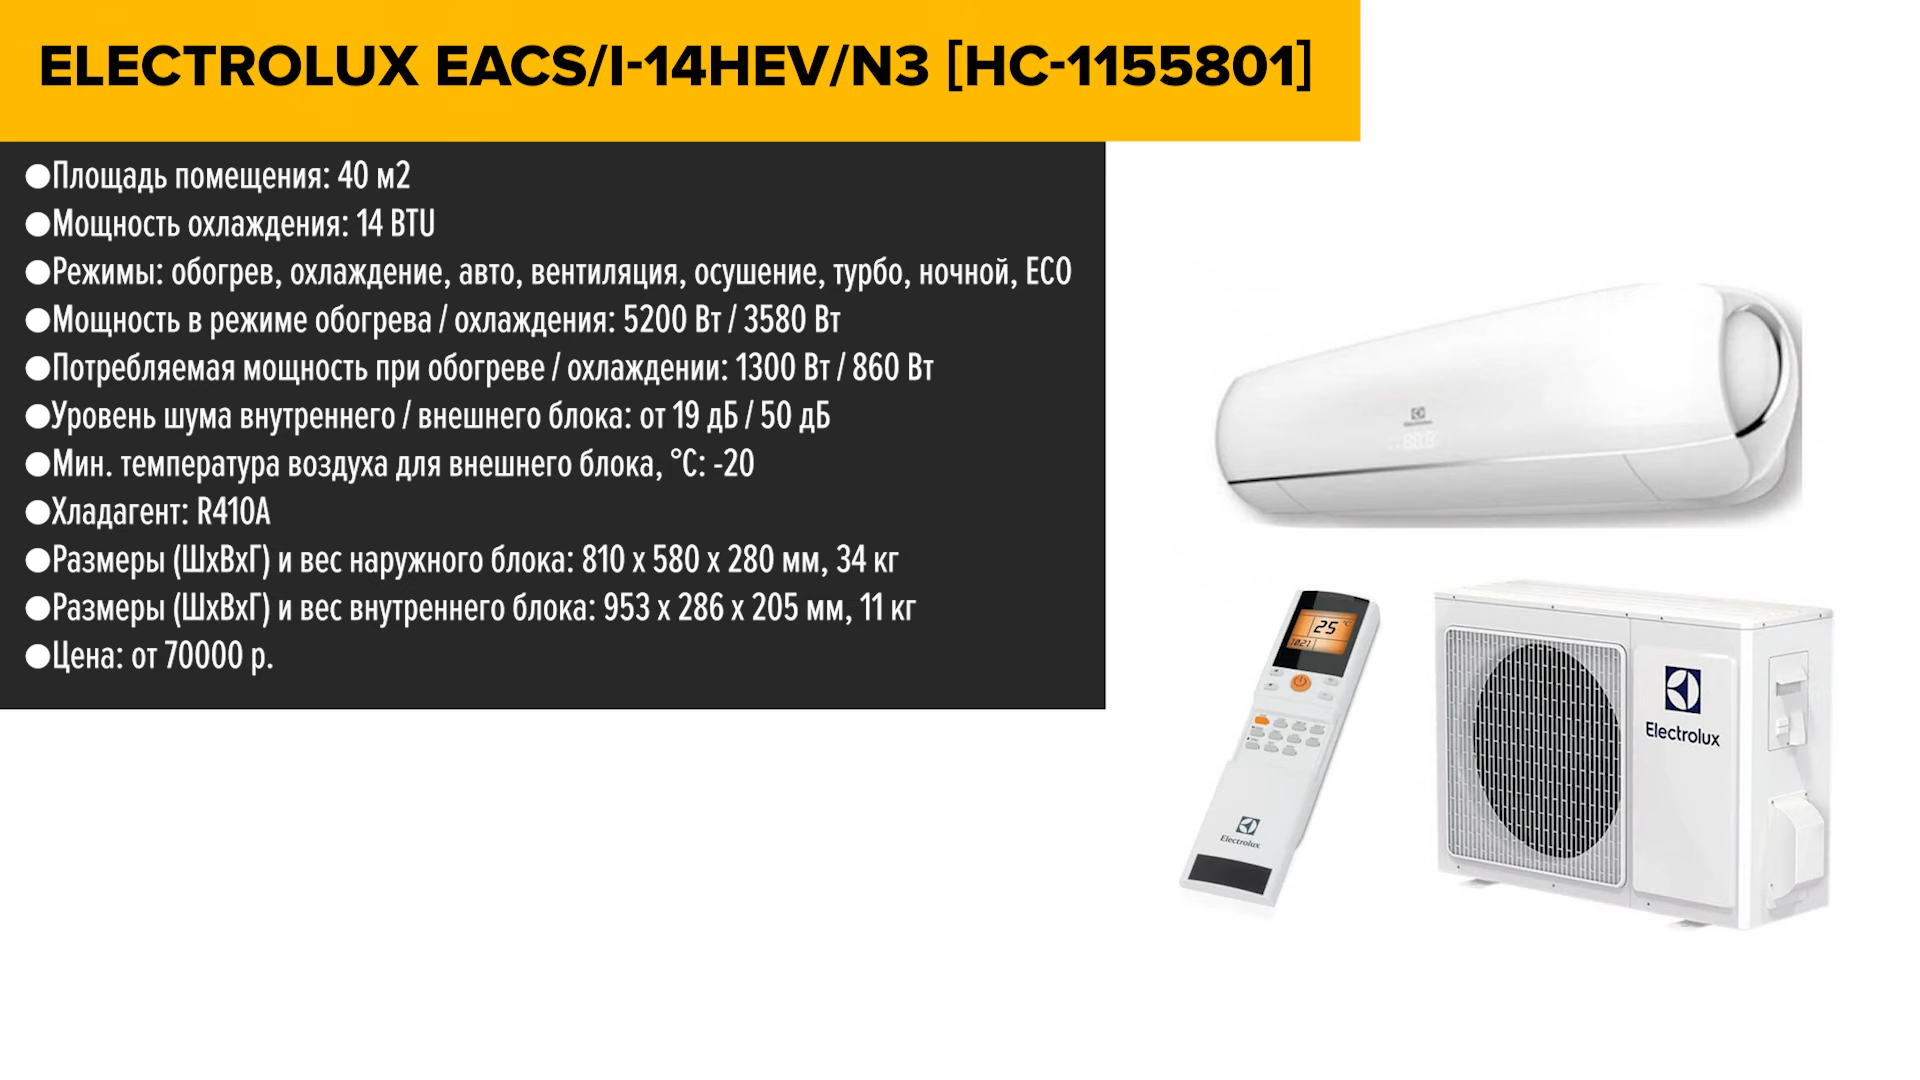 ELECTROLUX EACS/I-14HEV/N3 [НС-1155801]
●Площадь помещения: 40 м2
●Мощность охлаждения: 14 BTU
●Режимы: обогрев, охлаждение, авто, вентиляция, осушение, турбо, ночной, ECO
●Мощность в режиме обогрева / охлаждения: 5200 Вт / 3580 Вт
●Потребляемая мощность при обогреве / охлаждении: 1300 Вт / 860 Вт
●Уровень шума внутреннего / внешнего блока: от 19 дБ / 50 дБ
●Мин. температура воздуха для внешнего блока, °С: -20
●Хладагент: R410A
●Размеры (ШхВхГ) и вес наружного блока: 810 х 580 х 280 мм, 34 кг
●Размеры (ШхВхГ) и вес внутреннего блока: 953 х 286 х 205 мм, 11 кг
●Цена: от 70000 р.
Electrolux
25 °C
Electrolux
Electrolux